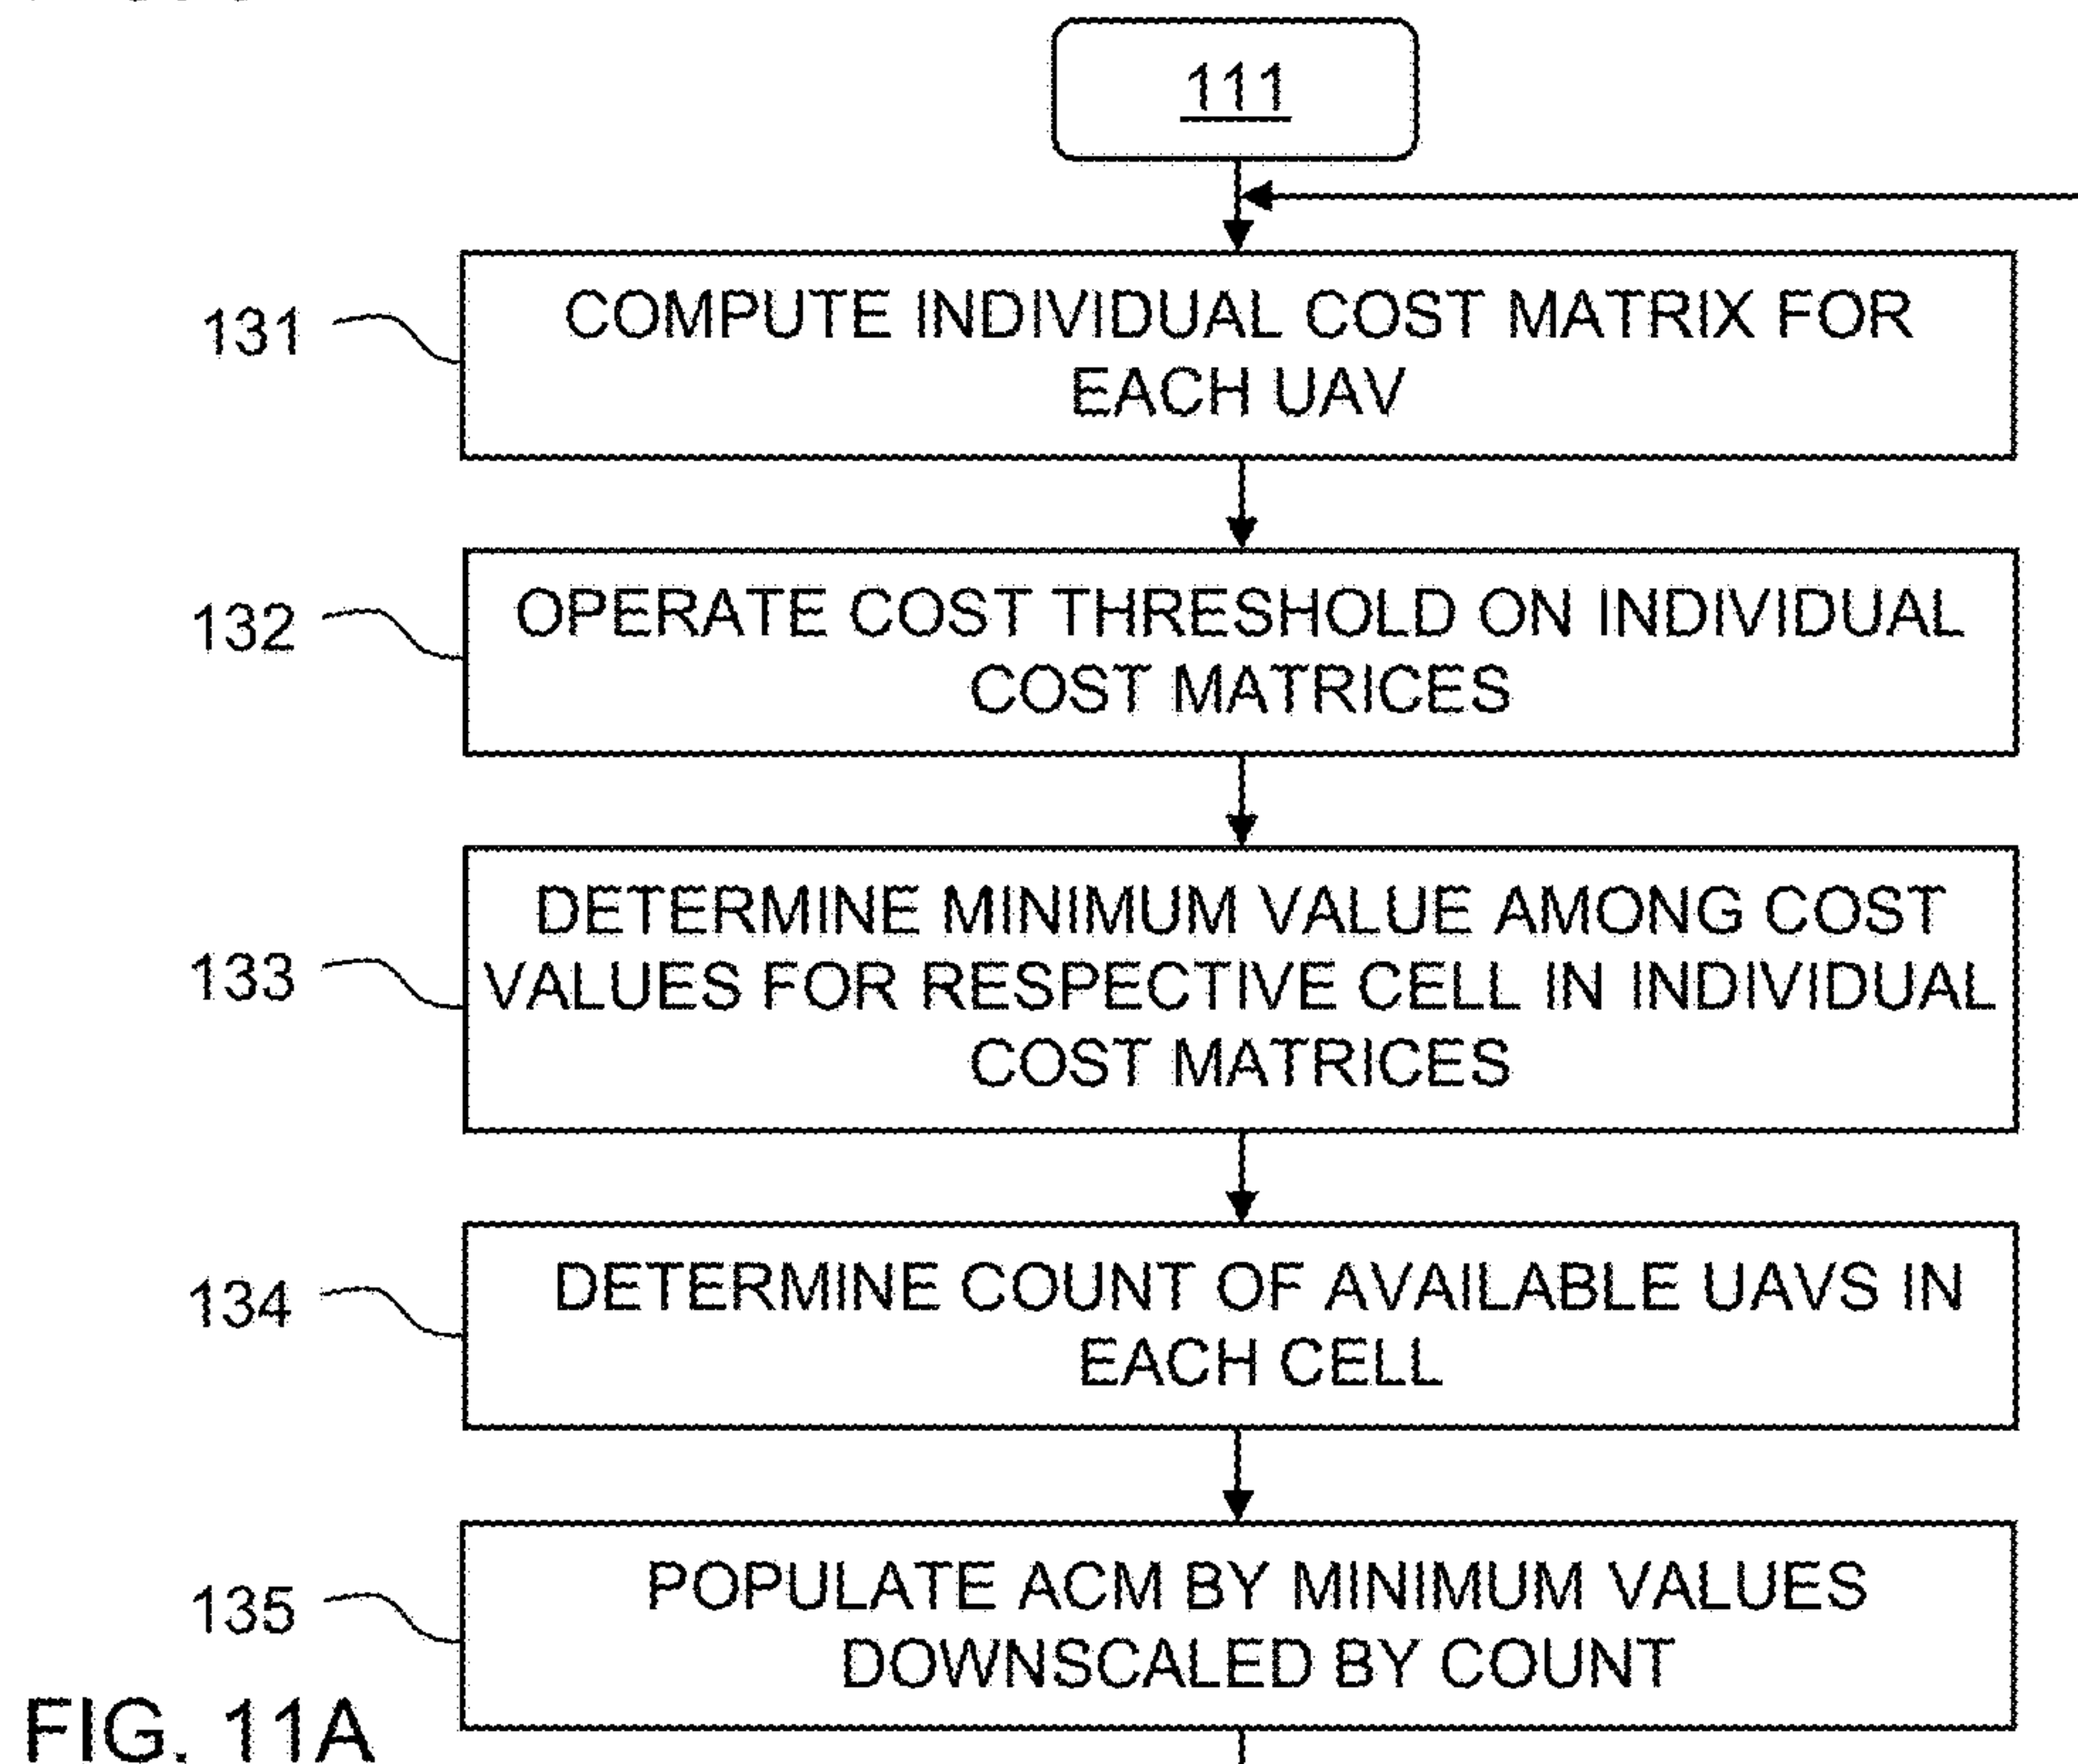 111
131
COMPUTE INDIVIDUAL COST MATRIX FOR
EACH UAV
132
OPERATE COST THRESHOLD ON INDIVIDUAL
COST MATRICES
133
DETERMINE MINIMUM VALUE AMONG COST
VALUES FOR RESPECTIVE CELL IN INDIVIDUAL
COST MATRICES
134
DETERMINE COUNT OF AVAILABLE UAVS IN
EACH CELL
135
POPULATE ACM BY MINIMUM VALUES
DOWNSCALED BY COUNT
FIG. 11A